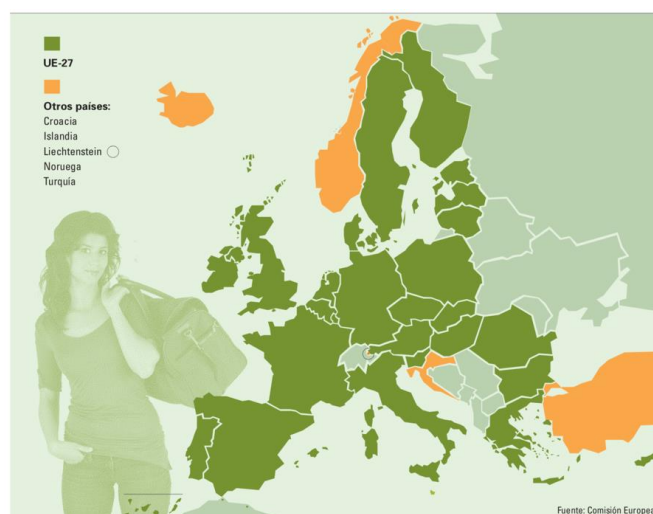 UE-27
Otros países:
Croacia
Islandia
Liechtenstein
Noruega
Turquía
Fuente: Comisión Europea